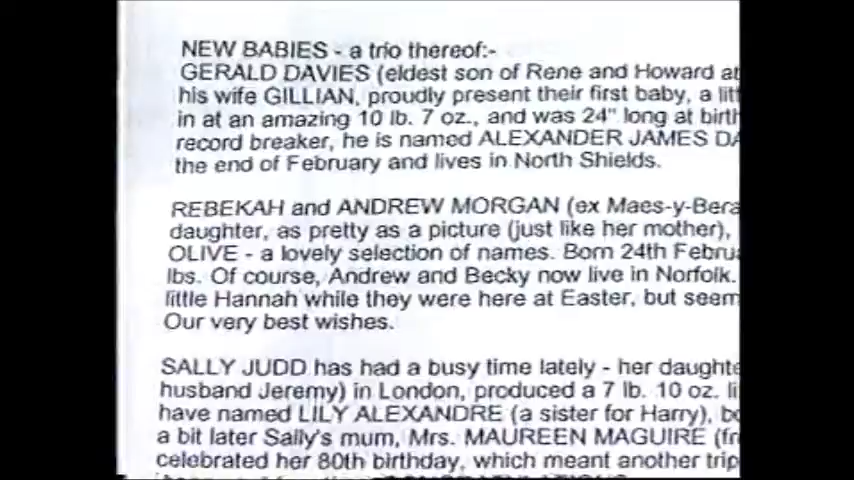 NEW BABIES - a trio thereof:-
GERALD DAVIES (eldest son of Rene and Howard at
his wife GILLIAN, proudly present their first baby, a litt
in at an amazing 10 lb. 7 oz., and was 24" long at birth
record breaker, he is named ALEXANDER JAMES DA
the end of February and lives in North Shields.
REBEKAH and ANDREW MORGAN (ex Maes-y-Bera
daughter, as pretty as a picture (just like her mother),
OLIVE - a lovely selection of names. Born 24th Februa
lbs. Of course, Andrew and Becky now live in Norfolk.
little Hannah while they were here at Easter, but seem
Our very best wishes.
SALLY JUDD has had a busy time lately - her daughte
husband Jeremy) in London, produced a 7 lb. 10 oz. li
have named LILY ALEXANDRE (a sister for Harry), bo
a bit later Sally's mum, Mrs. MAUREEN MAGUIRE (fr
celebrated her 80th birthday, which meant another trip